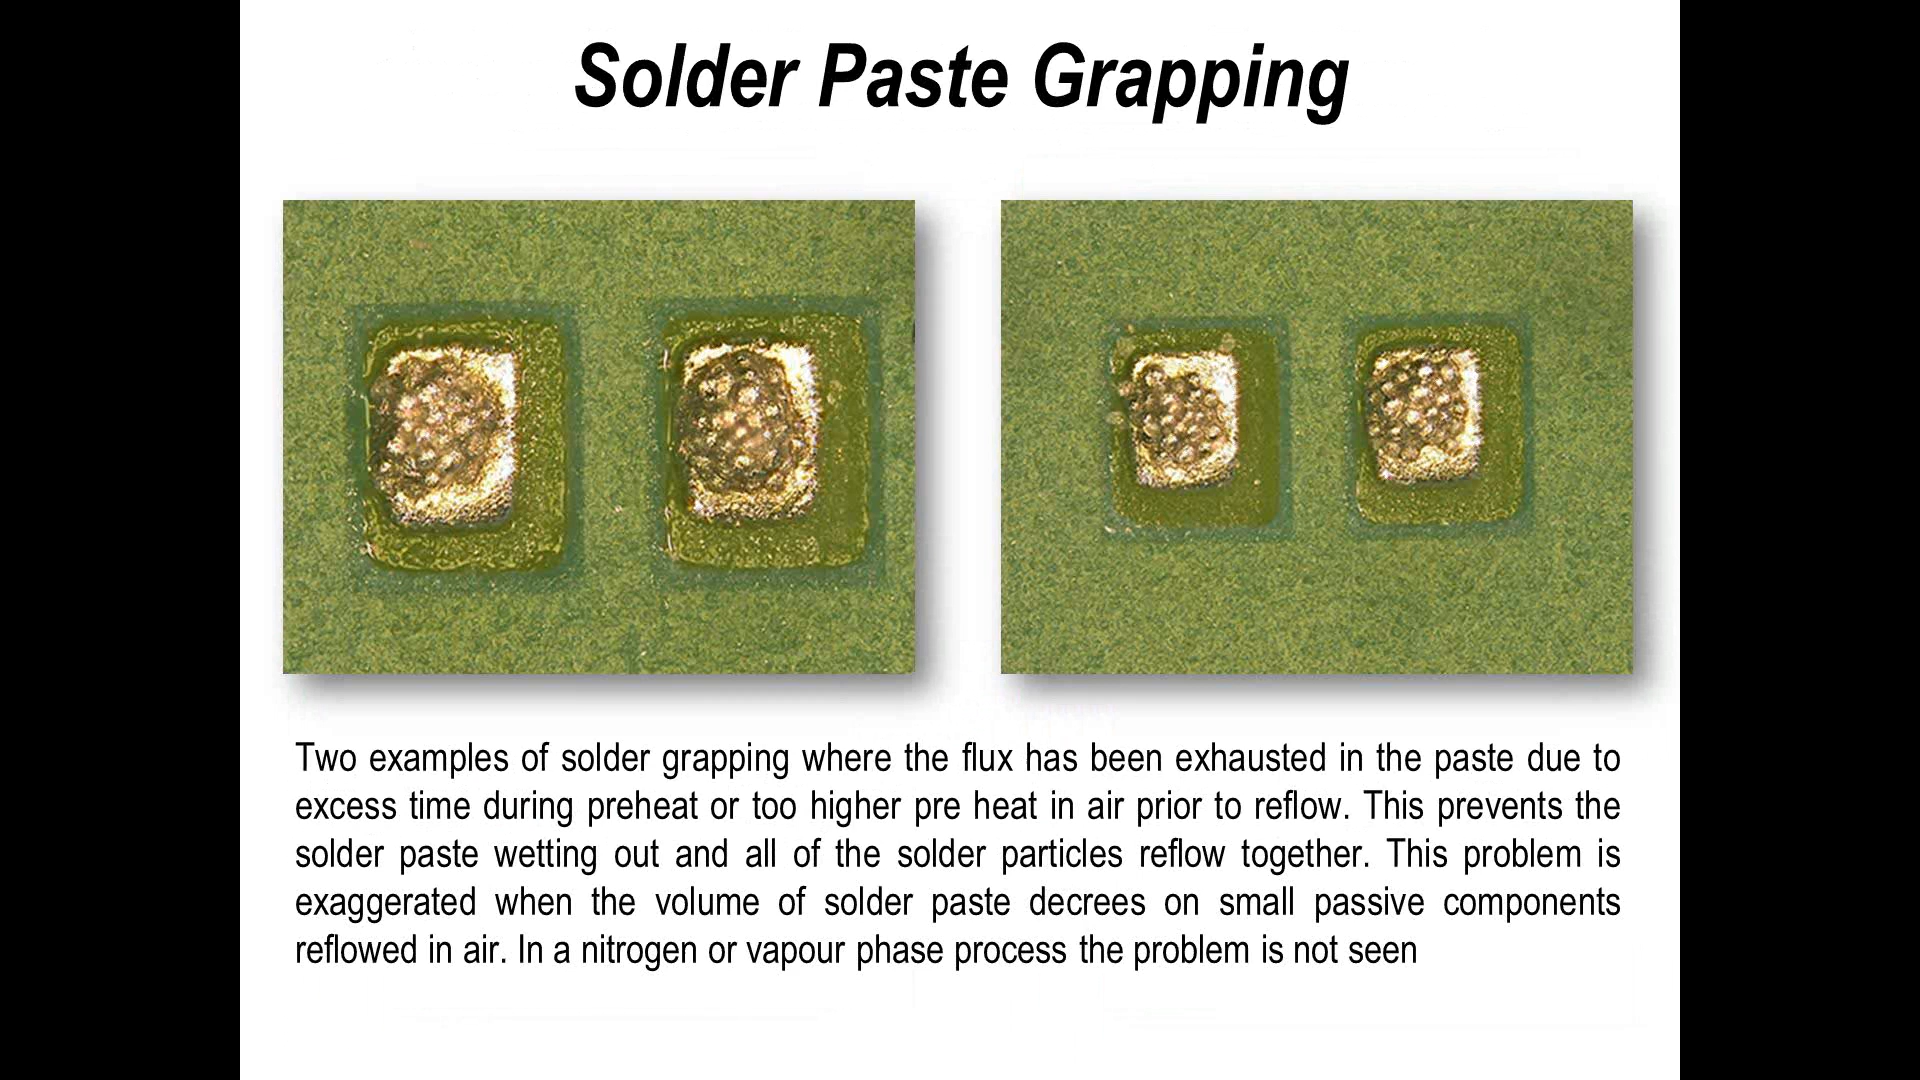 Solder Paste Grapping
Two examples of solder grapping where the flux has been exhausted in the paste due to
excess time during preheat or too higher pre heat in air prior to reflow. This prevents the
solder paste wetting out and all of the solder particles reflow together. This problem is
exaggerated when the volume of solder paste decrees on small passive components
reflowed in air. In a nitrogen or vapour phase process the problem is not seen